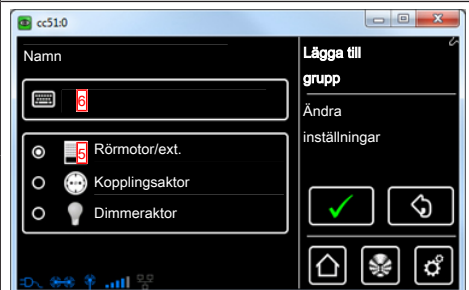 cc51:0
Namn
6
5 Rörmotor/ext.
Kopplingsaktor
Dimmeraktor
Lägga till
grupp
Ändra
inställningar